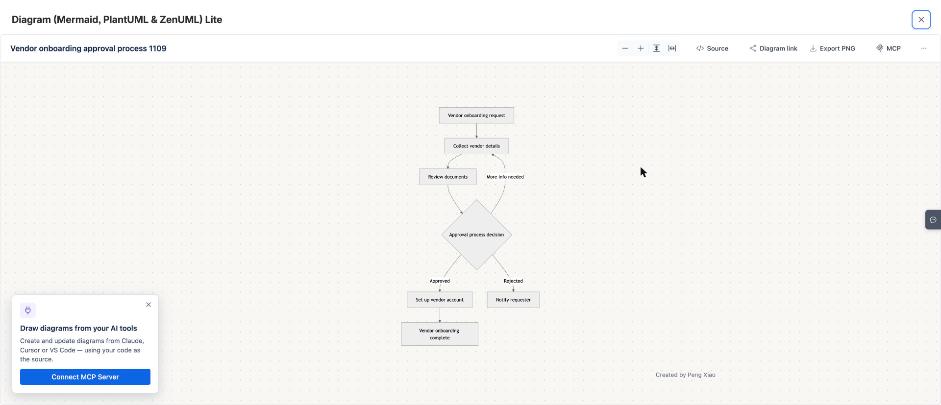 Diagram (Mermaid, PlantUML & ZenUML) Lite
Vendor onboarding approval process 1109
Source
Diagram link
Export PNG
MCP
Vendor onboarding request
Collect vendor details
Review documents
More info needed
Approval process decision
Approved
Rejected
Set up vendor account
Notify requester
Vendor onboarding
complete
Draw diagrams from your AI tools
Create and update diagrams from Claude,
Cursor or VS Code — using your code as
the source.
Connect MCP Server
Created by Peng Xiao